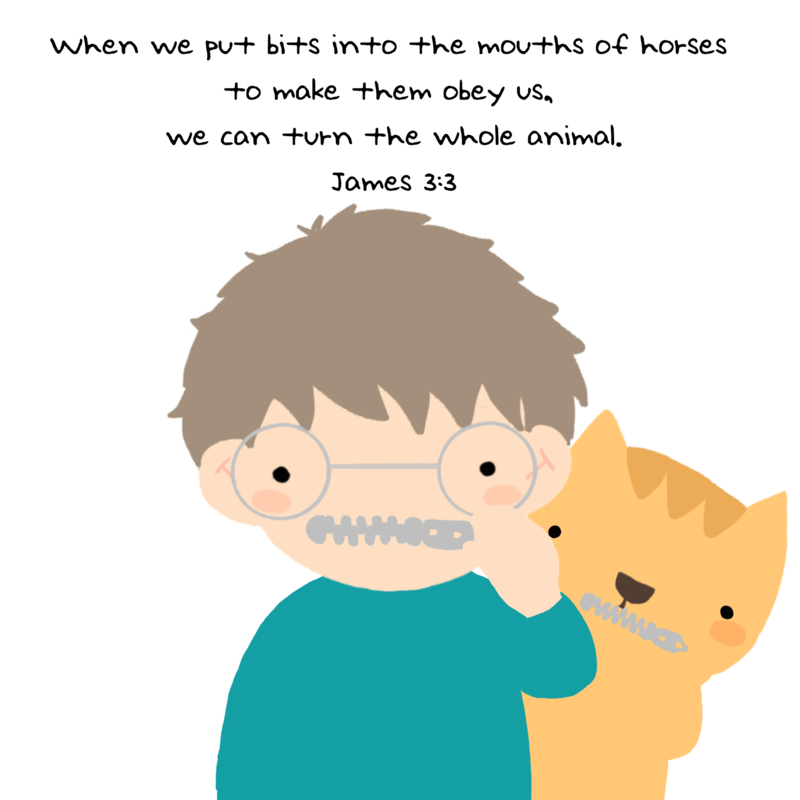 When we put bits into the mouths of horses
to make them obey us,
we can turn the whole animal.
James 3:3